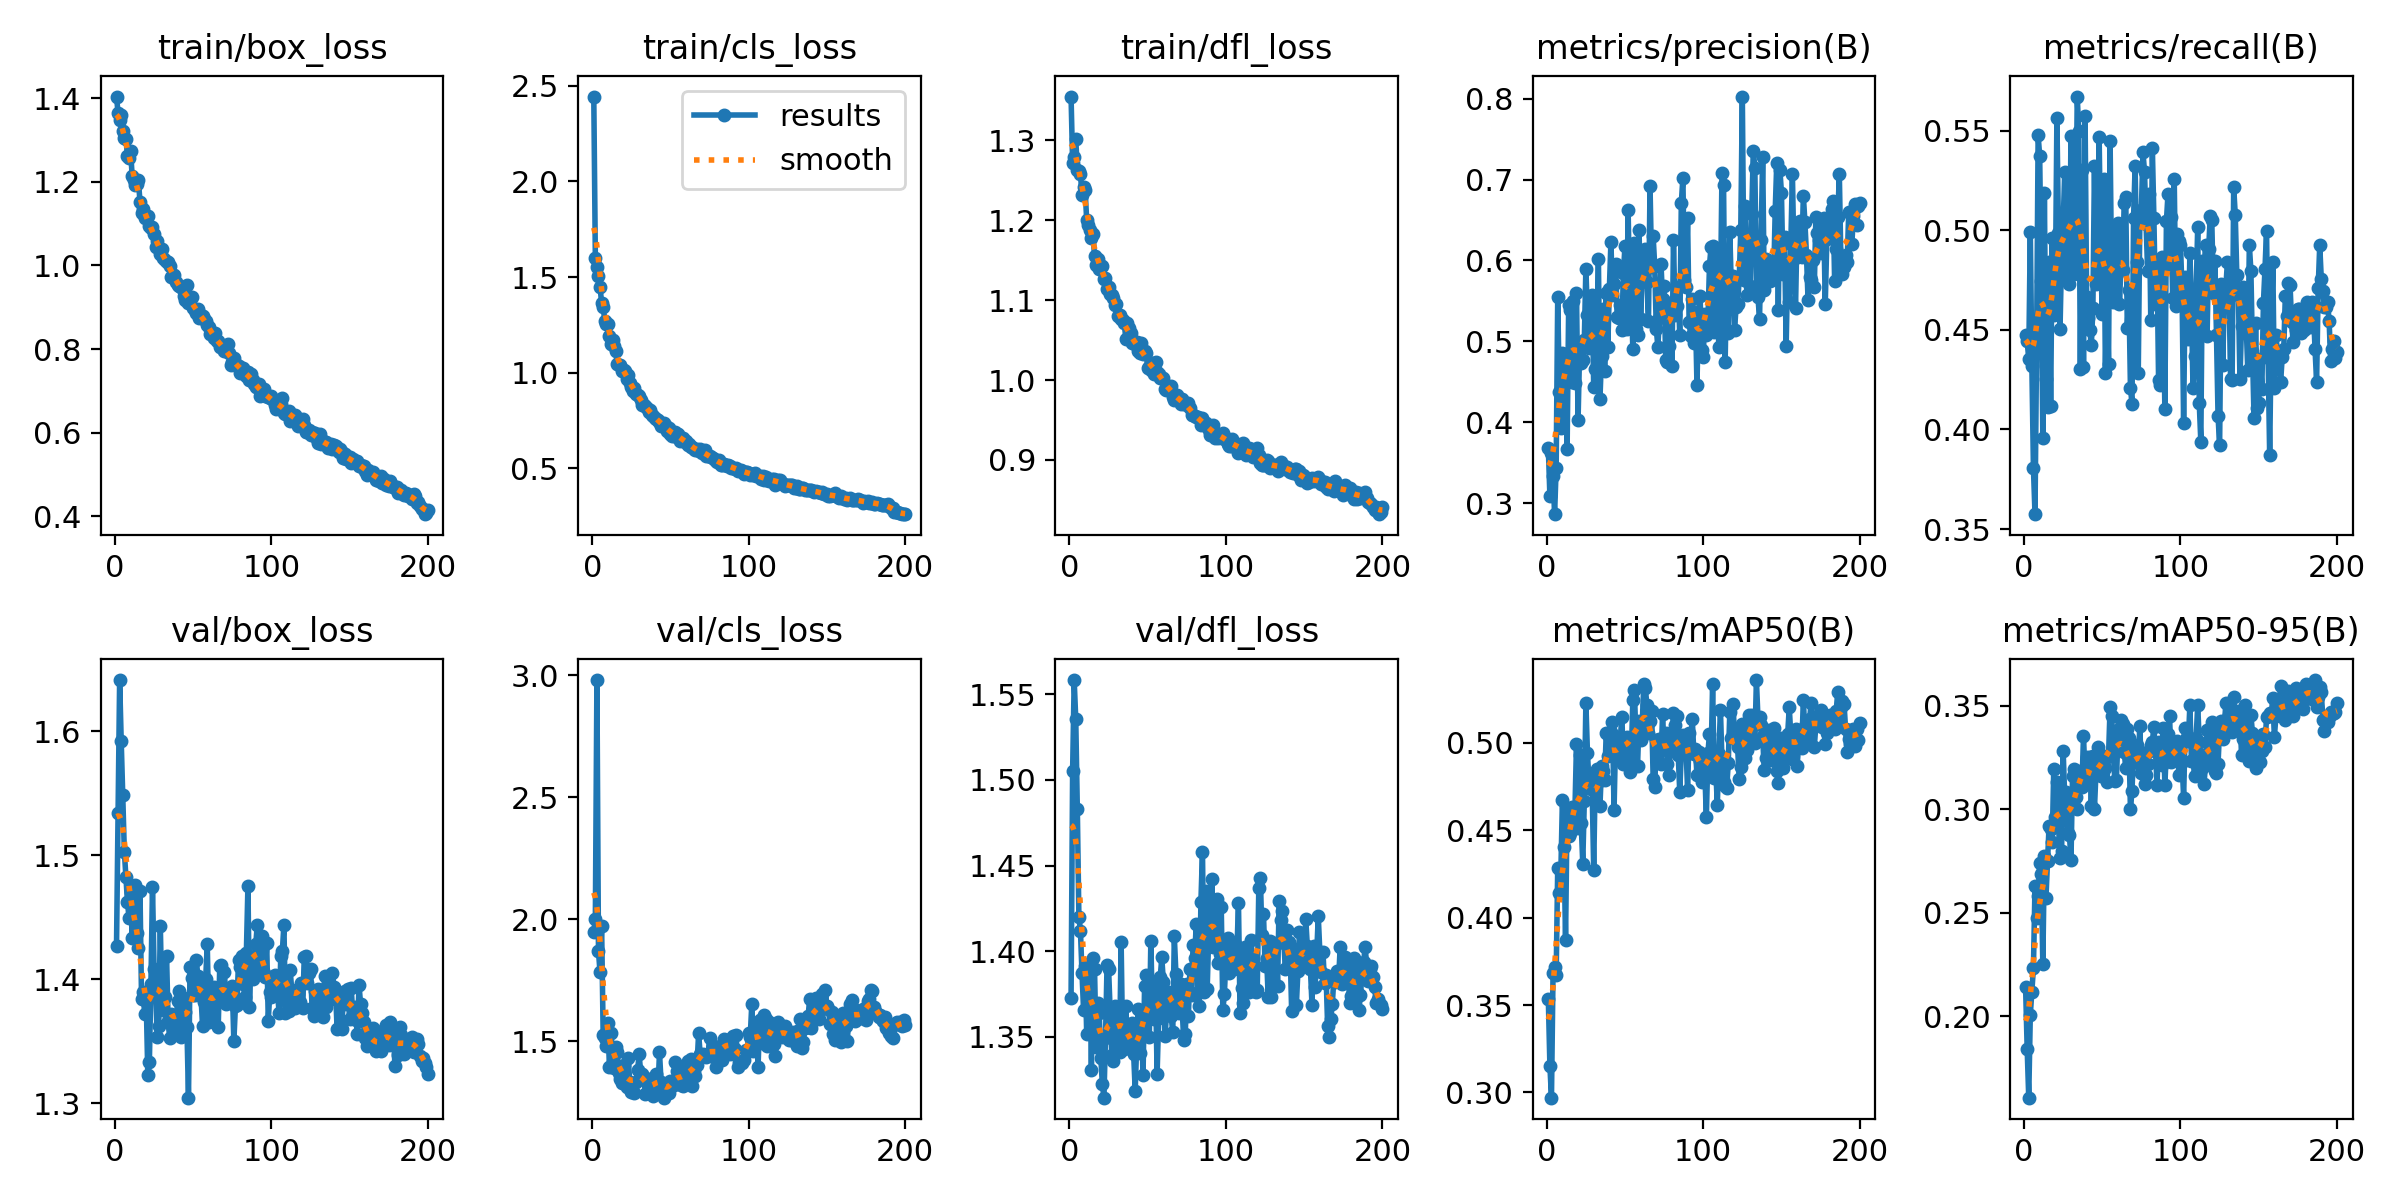 train/box_loss
1.4
1.2
1.0
0.8
0.6
0.4
0 100 200
train/cls_loss
results
smooth
2.5
2.0
1.5
1.0
0.5
0 100 200
train/dfl_loss
1.3
1.2
1.1
1.0
0.9
0 100 200
metrics/precision(B)
0.8
0.7
0.6
0.5
0.4
0.3
0 100 200
metrics/recall(B)
0.55
0.50
0.45
0.40
0.35
0 100 200
val/box_loss
1.6
1.5
1.4
1.3
0 100 200
val/cls_loss
3.0
2.5
2.0
1.5
0 100 200
val/dfl_loss
1.55
1.50
1.45
1.40
1.35
0 100 200
metrics/mAP50(B)
0.50
0.45
0.40
0.35
0.30
0 100 200
metrics/mAP50-95(B)
0.35
0.30
0.25
0.20
0 100 200